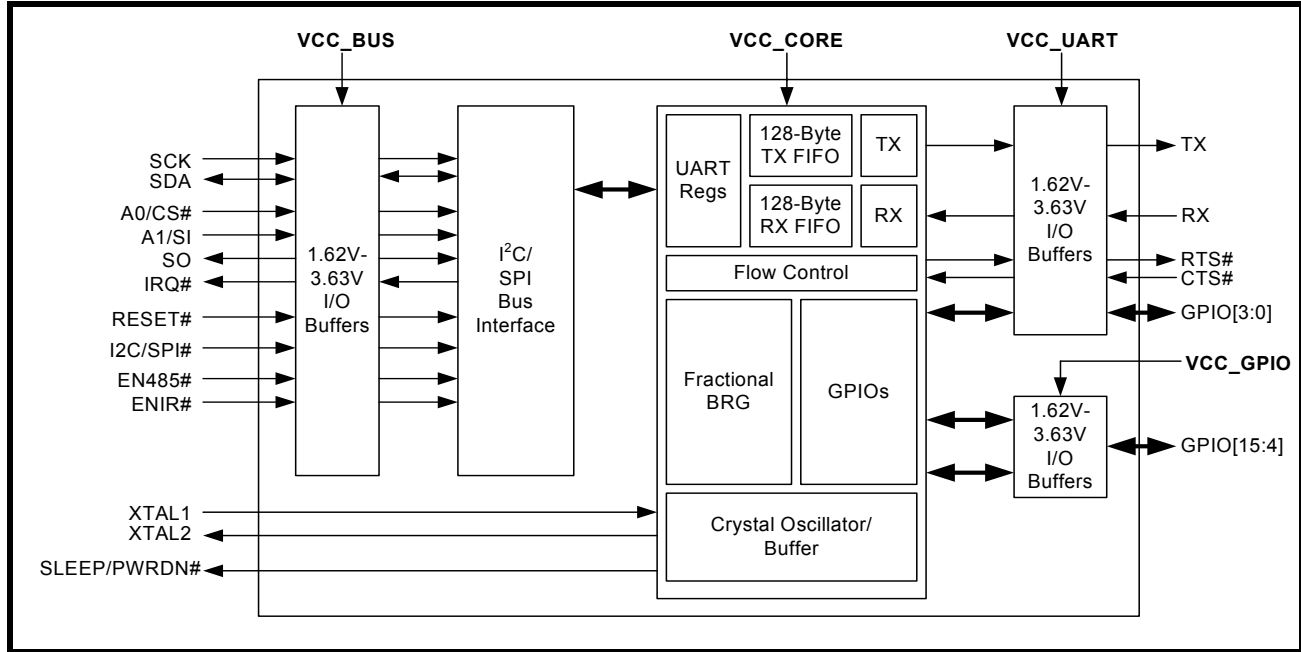 VCC_BUS
VCC_CORE
VCC_UART
SCK
SDA
A0/CS#
A1/SI
SO
IRQ#
RESET#
I2C/SPI#
EN485#
ENIR#
XTAL1
XTAL2
SLEEP/PWRDN#
1.62V-
3.63V
I/O
Buffers
I²C/
SPI
Bus
Interface
UART
Regs
128-Byte
TX FIFO
TX
128-Byte
RX FIFO
RX
Flow Control
Fractional
BRG
GPIOs
Crystal Oscillator/
Buffer
1.62V-
3.63V
I/O
Buffers
TX
RX
RTS#
CTS#
GPIO[3:0]
VCC_GPIO
1.62V-
3.63V
I/O
Buffers
GPIO[15:4]